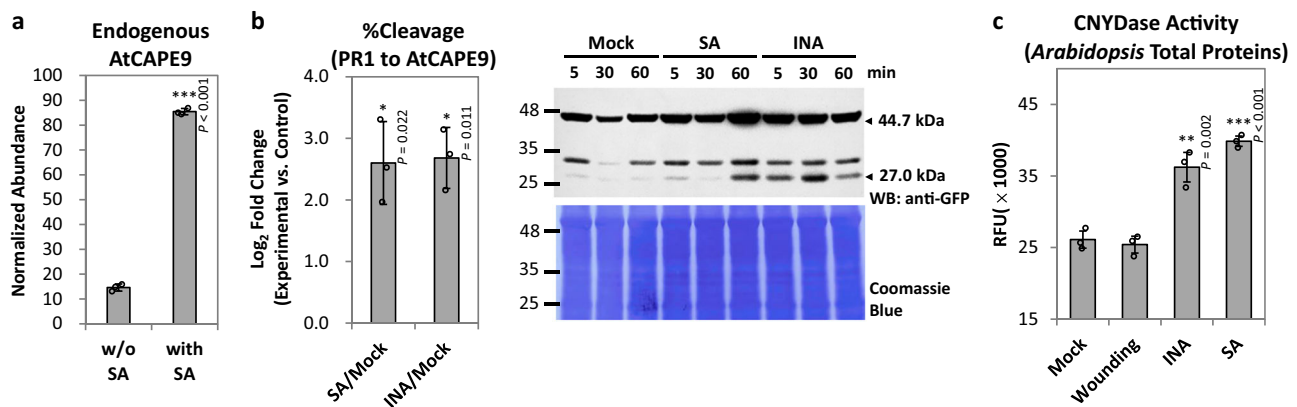 a
Endogenous
AtCAPE9
Normalized Abundance
100
90
80
70
60
50
40
30
20
10
0
***
P < 0.001
w/o
SA
with
SA
b
%Cleavage
(PR1 to AtCAPE9)
Log2 Fold Change
(Experimental vs. Control)
4.0
3.0
2.0
1.0
0.0
*
P = 0.022
*
P = 0.011
SA/Mock
INA/Mock
Mock SA INA
5 30 60 5 30 60 5 30 60 min
48
35
25
44.7 kDa
27.0 kDa
WB: anti-GFP
48
35
25
Coomassie
Blue
c
CNYDase Activity
(Arabidopsis Total Proteins)
RFU( × 1000)
45
35
25
15
**
P = 0.002
***
P < 0.001
Mock
Wounding
INA
SA